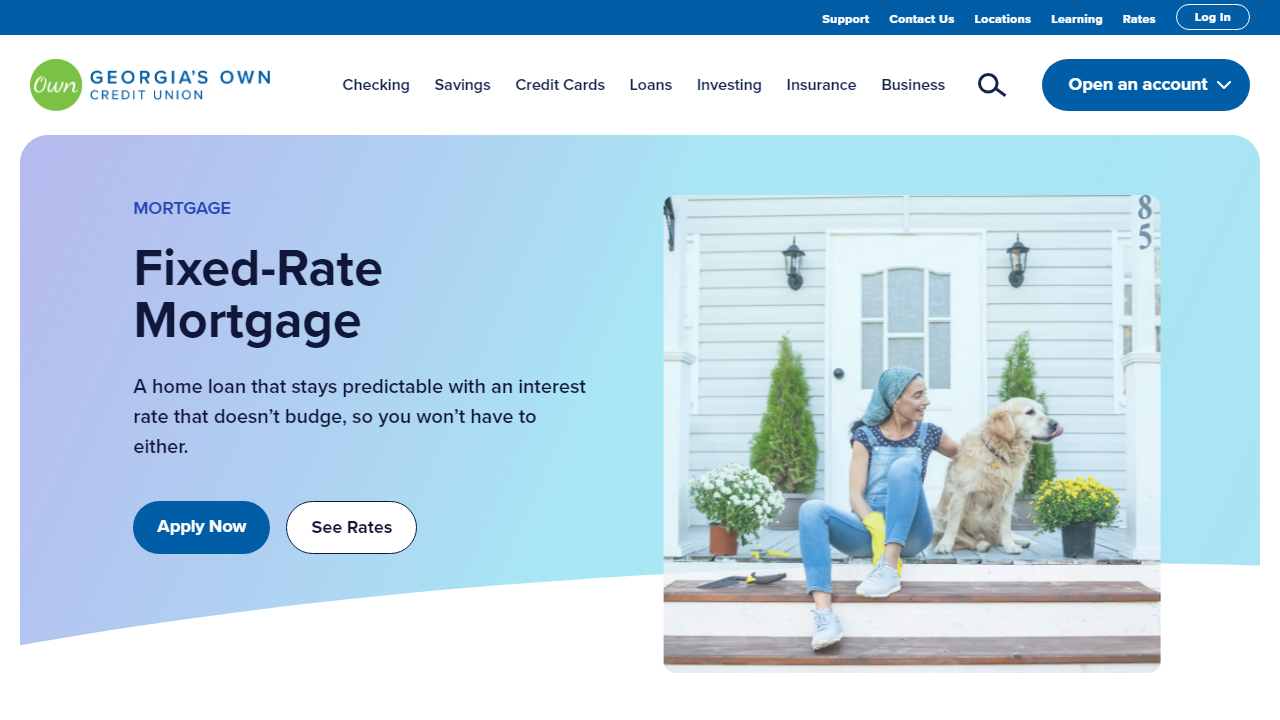 Support Contact Us Locations Learning Rates Log In
Own GEORGIA'S OWN
CREDIT UNION
Checking Savings Credit Cards Loans Investing Insurance Business
Open an account
MORTGAGE
Fixed-Rate
Mortgage
A home loan that stays predictable with an interest
rate that doesn’t budge, so you won’t have to
either.
Apply Now See Rates
8
5